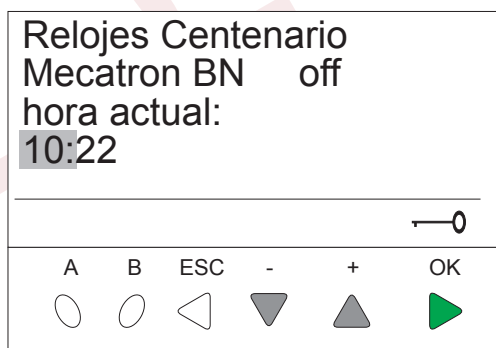 Relojes Centenario
Mecatron BN off
hora actual:
10:22
A B ESC - + OK